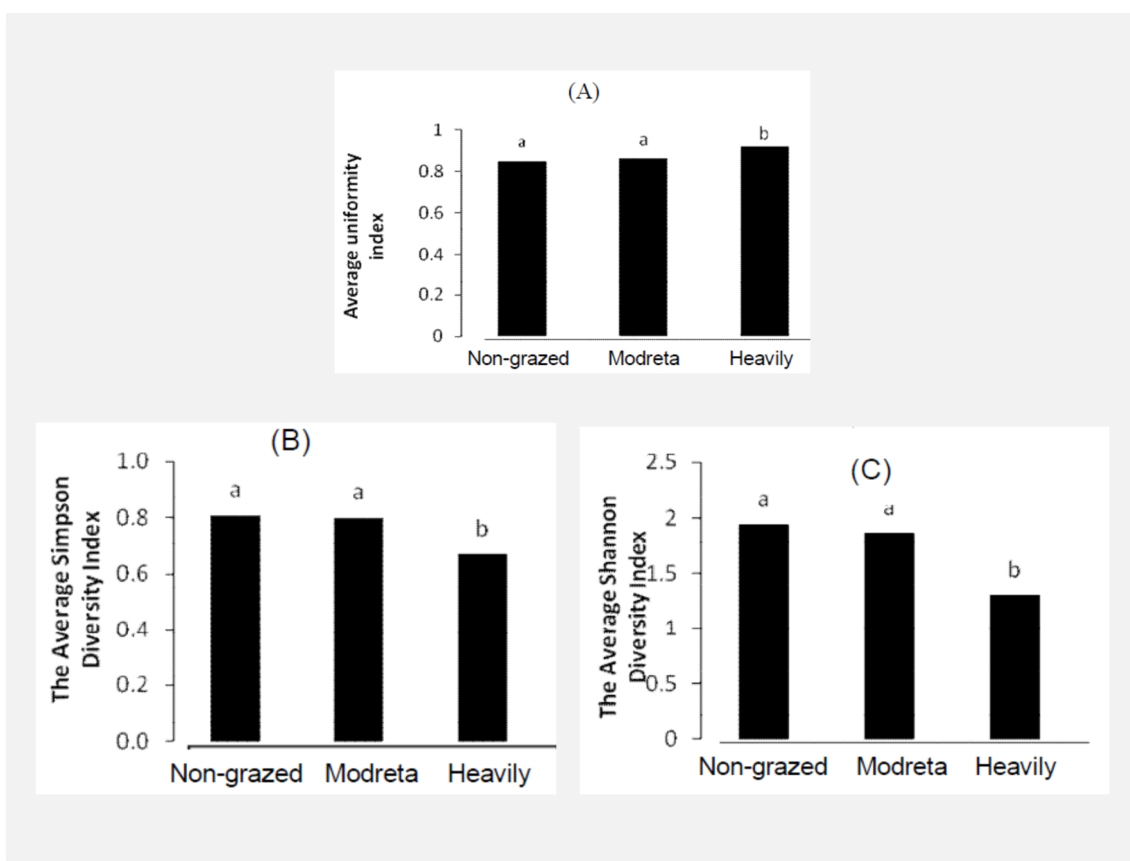 (A)
Average uniformity
index
1
0.8
0.6
0.4
0.2
0
a
a
b
Non-grazed Modreta Heavily
(B)
The Average Simpson
Diversity Index
1.0
0.8
0.6
0.4
0.2
0.0
a
a
b
Non-grazed Modreta Heavily
(C)
The Average Shannon
Diversity Index
2.5
2
1.5
1
0.5
0
a
a
b
Non-grazed Modreta Heavily